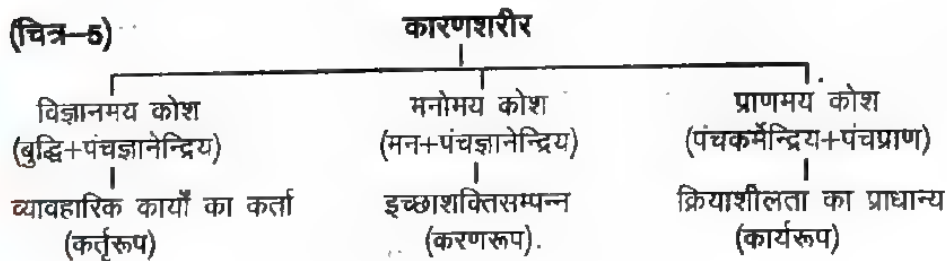 (चित्र–5) कारणशरीर
विज्ञानमय कोश मनोमय कोश प्राणमय कोश
(बुद्धि+पंचज्ञानेन्द्रिय) (मन+पंचज्ञानेन्द्रिय) (पंचकर्मेन्द्रिय+पंचप्राण)
व्यावहारिक कार्यों का कर्ता इच्छाशक्तिसम्पन्न क्रियाशीलता का प्राधान्य
(कर्तृरूप) (करणरूप). (कार्यरूप)